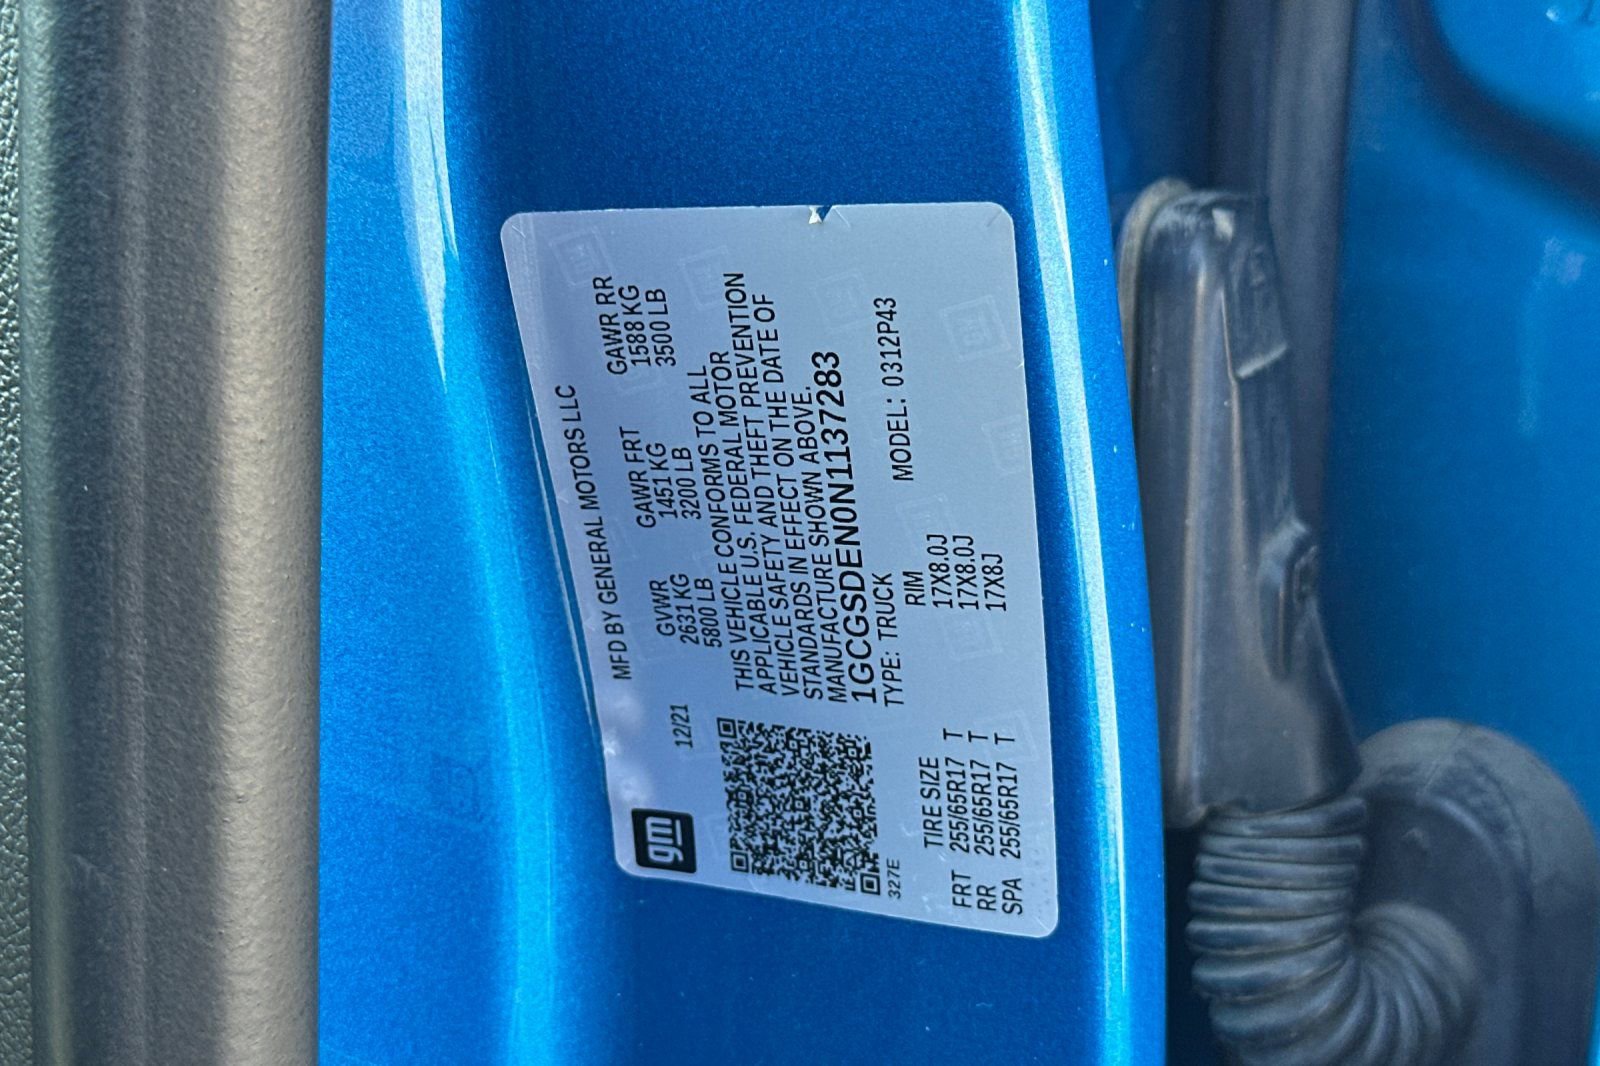 gm
MFD BY GENERAL MOTORS LLC
12/21
GVWR GAWR FRT GAWR RR
2631 KG 1451 KG 1588 KG
5800 LB 3200 LB 3500 LB
THIS VEHICLE CONFORMS TO ALL
APPLICABLE U.S. FEDERAL MOTOR
VEHICLE SAFETY AND THEFT PREVENTION
STANDARDS IN EFFECT ON THE DATE OF
MANUFACTURE SHOWN ABOVE.
1GCGSDEN0N1137283
TYPE: TRUCK MODEL: 0312P43
327E
TIRE SIZE RIM
FRT 255/65R17 T 17X8.0J
RR 255/65R17 T 17X8.0J
SPA 255/65R17 T 17X8J